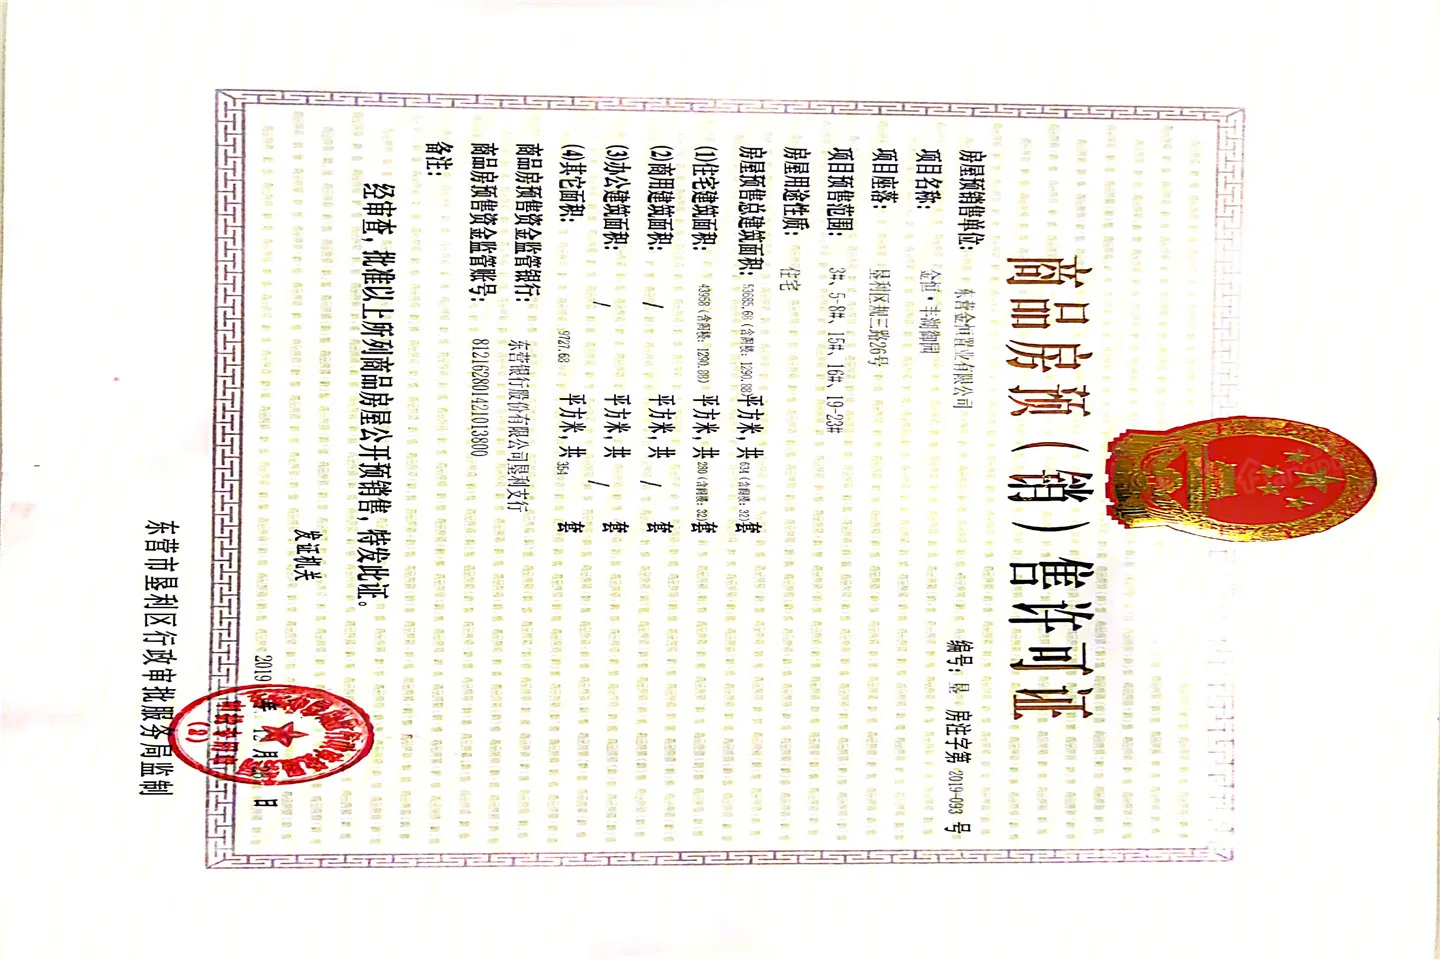 商品房预（销）售许可证
编号：垦 房注字第 2019-093 号
房屋预销售单位： 东营金恒置业有限公司
项目名称： 金恒·丰湖御园
项目座落： 垦利区规三路26号
项目预售范围： 3#、5-8#、15#、16#、19-23#
房屋用途性质： 住宅
房屋预售总建筑面积：53685.68（含阁楼：1290.88）平方米，共 634（含阁楼：32）套
(1)住宅建筑面积：43958（含阁楼：1290.88） 平方米，共 280（含阁楼：32）套
(2)商用建筑面积： / 平方米，共 / 套
(3)办公建筑面积： / 平方米，共 / 套
(4)其它面积： 9727.68 平方米，共 354 套
商品房预售资金监管银行： 东营银行股份有限公司垦利支行
商品房预售资金监管账号： 812162801421013800
备注：
经审查，批准以上所列商品房屋公开预销售，特发此证。
发证机关
2019 年 月 日
东营市垦利区行政审批服务局监制